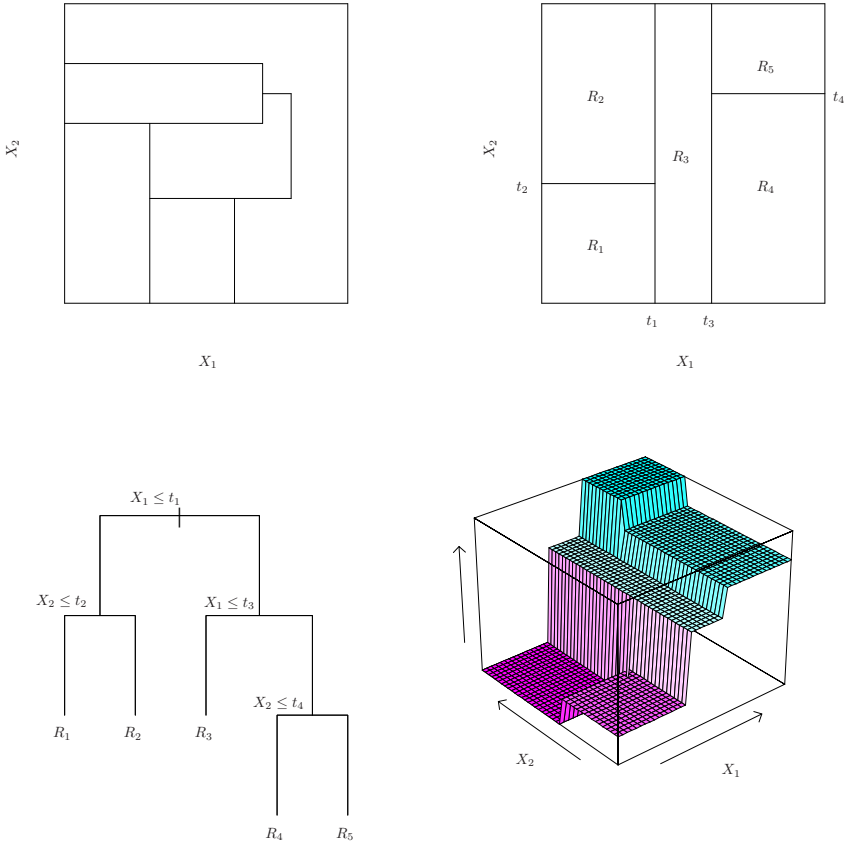 X₂
X₁
R₅
R₂
t₄
X₂
R₃
t₂
R₄
R₁
t₁
t₃
X₁
X₁ ≤ t₁
X₂ ≤ t₂
X₁ ≤ t₃
X₂ ≤ t₄
R₁
R₂
R₃
R₄
R₅
X₂
X₁